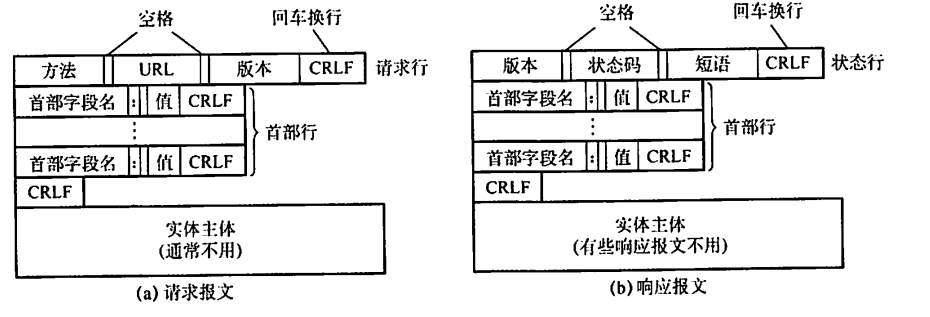 空格
回车换行
方法 URL 版本 CRLF 请求行
首部字段名 : 值 CRLF
⋮
首部行
首部字段名 : 值 CRLF
CRLF
实体主体
(通常不用)
(a) 请求报文
空格
回车换行
版本 状态码 短语 CRLF 状态行
首部字段名 : 值 CRLF
⋮
首部行
首部字段名 : 值 CRLF
CRLF
实体主体
(有些响应报文不用)
(b) 响应报文